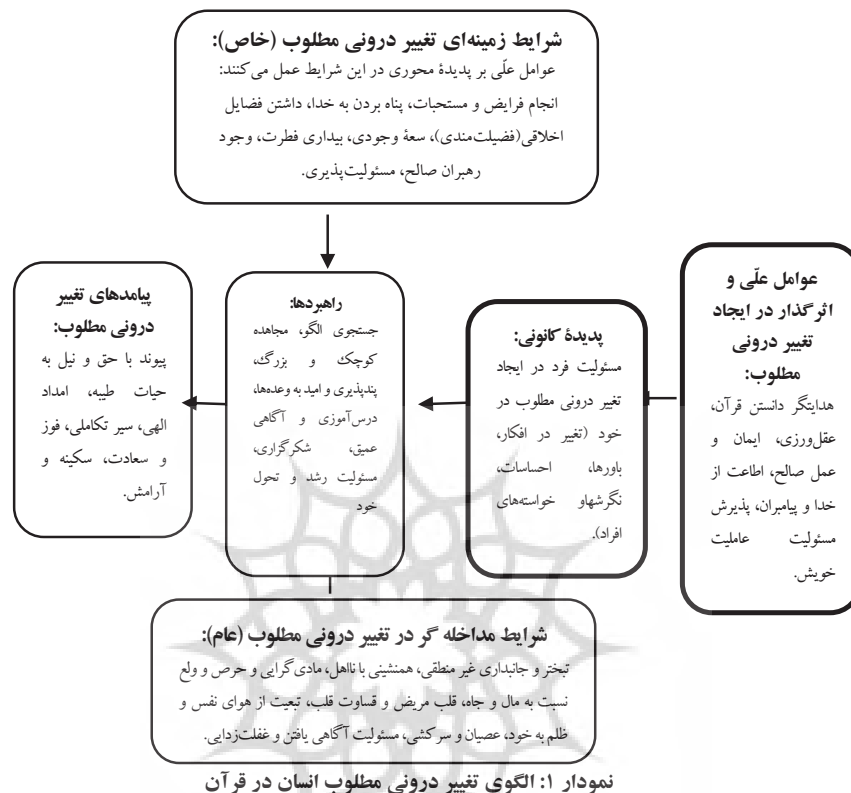 شرایط زمینه‌ای تغییر درونی مطلوب (خاص):
عوامل علّی بر پدیدۀ محوری در این شرایط عمل می‌کنند:
انجام فرایض و مستحبات، پناه بردن به خدا، داشتن فضایل
اخلاقی(فضیلت‌مندی)، سعۀ وجودی، بیداری فطرت، وجود
رهبران صالح، مسئولیت‌پذیری.
عوامل علّی و
اثرگذار در ایجاد
تغییر درونی
مطلوب:
هدایتگر دانستن قرآن،
عقل‌ورزی، ایمان و
عمل صالح، اطاعت از
خدا و پیامبران، پذیرش
مسئولیت عاملیت
خویش.
پدیدۀ کانونی:
مسئولیت فرد در ایجاد
تغییر درونی مطلوب در
خود (تغییر در افکار،
باورها، احساسات،
نگرشهاو خواسته‌های
افراد).
راهبردها:
جستجوی الگو، مجاهده
کوچک و بزرگ،
پندپذیری و امید به وعده‌ها،
درس‌آموزی و آگاهی
عمیق، شکرگزاری،
مسئولیت رشد و تحول
خود
پیامدهای تغییر
درونی مطلوب:
پیوند با حق و نیل به
حیات طیبه، امداد
الهی، سیر تکاملی، فوز
و سعادت، سکینه و
آرامش.
شرایط مداخله گر در تغییر درونی مطلوب (عام):
تبختر و جانبداری غیر منطقی، همنشینی با نااهل، مادی‌گرایی و حرص و ولع
نسبت به مال و جاه، قلب مریض و قساوت قلب، تبعیت از هوای نفس و
ظلم به خود، عصیان و سرکشی، مسئولیت آگاهی یافتن و غفلت‌زدایی.
نمودار ۱: الگوی تغییر درونی مطلوب انسان در قرآن